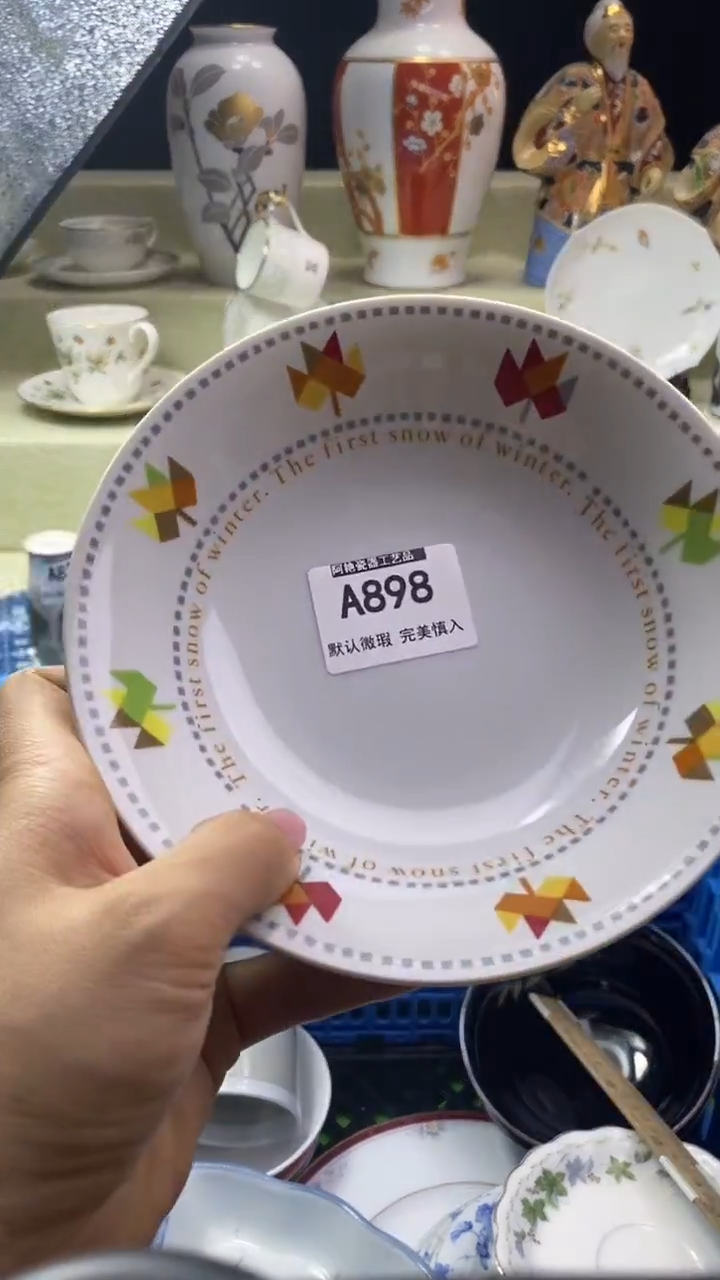 阿艳瓷器工艺品
A898
默认微瑕 完美慎入
The first snow of winter. The first snow of winter. The first snow of winter. The first snow of wi